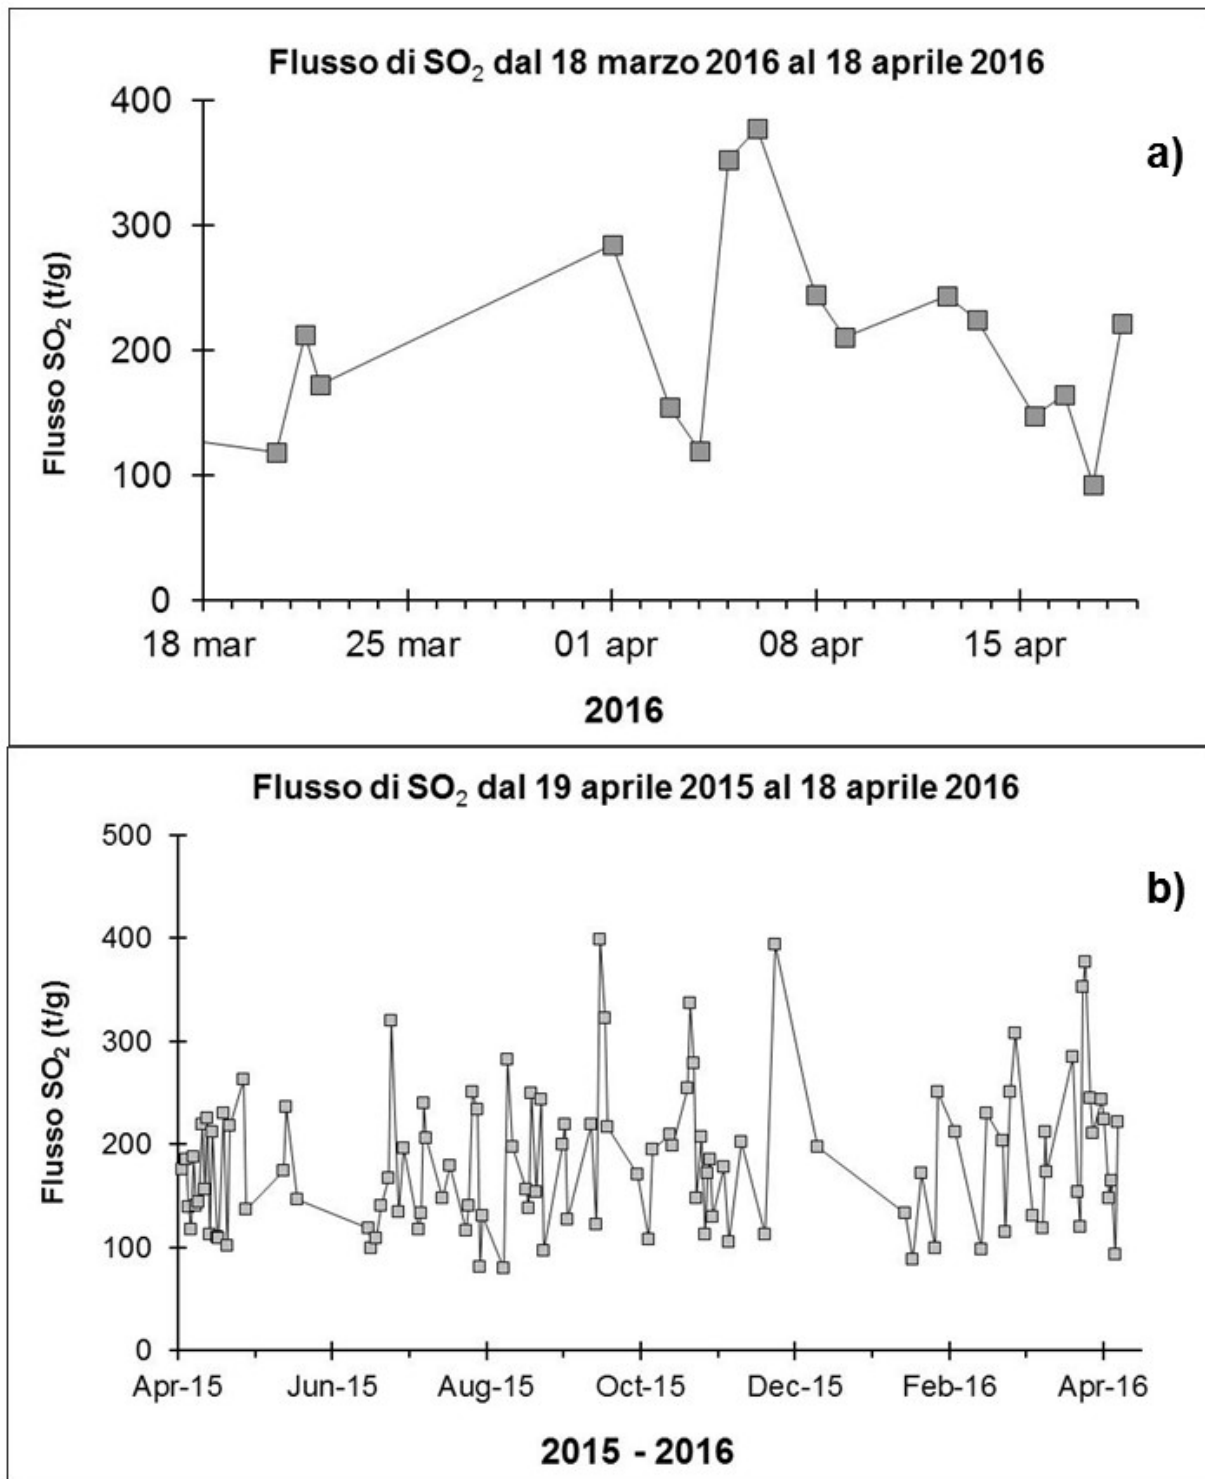 Flusso di SO₂ dal 18 marzo 2016 al 18 aprile 2016
a)
400
300
200
100
0
Flusso SO₂ (t/g)
18 mar 25 mar 01 apr 08 apr 15 apr
2016
Flusso di SO₂ dal 19 aprile 2015 al 18 aprile 2016
b)
500
400
300
200
100
0
Flusso SO₂ (t/g)
Apr-15 Jun-15 Aug-15 Oct-15 Dec-15 Feb-16 Apr-16
2015 - 2016